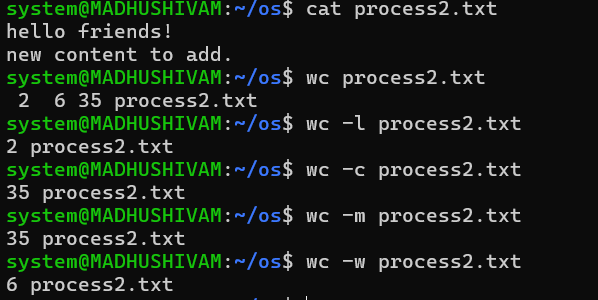 system@MADHUSHIVAM:~/os$ cat process2.txt
hello friends!
new content to add.
system@MADHUSHIVAM:~/os$ wc process2.txt
 2  6 35 process2.txt
system@MADHUSHIVAM:~/os$ wc -l process2.txt
2 process2.txt
system@MADHUSHIVAM:~/os$ wc -c process2.txt
35 process2.txt
system@MADHUSHIVAM:~/os$ wc -m process2.txt
35 process2.txt
system@MADHUSHIVAM:~/os$ wc -w process2.txt
6 process2.txt